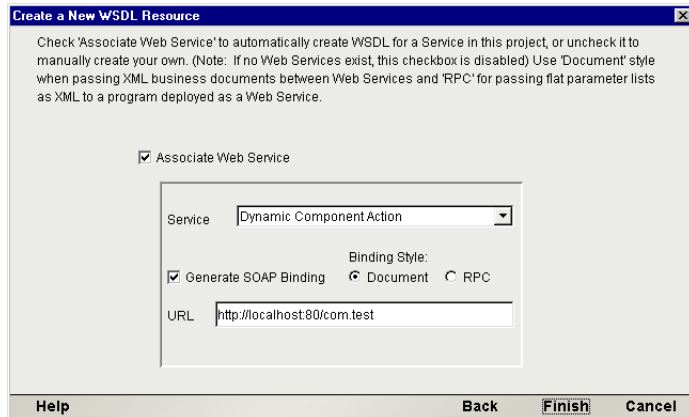 Create a New WSDL Resource
Check 'Associate Web Service' to automatically create WSDL for a Service in this project, or uncheck it to
manually create your own. (Note: If no Web Services exist, this checkbox is disabled) Use 'Document' style
when passing XML business documents between Web Services and 'RPC' for passing flat parameter lists
as XML to a program deployed as a Web Service.
Associate Web Service
Service Dynamic Component Action
Binding Style:
Generate SOAP Binding Document RPC
URL http://localhost:80/com.test
Help Back Finish Cancel